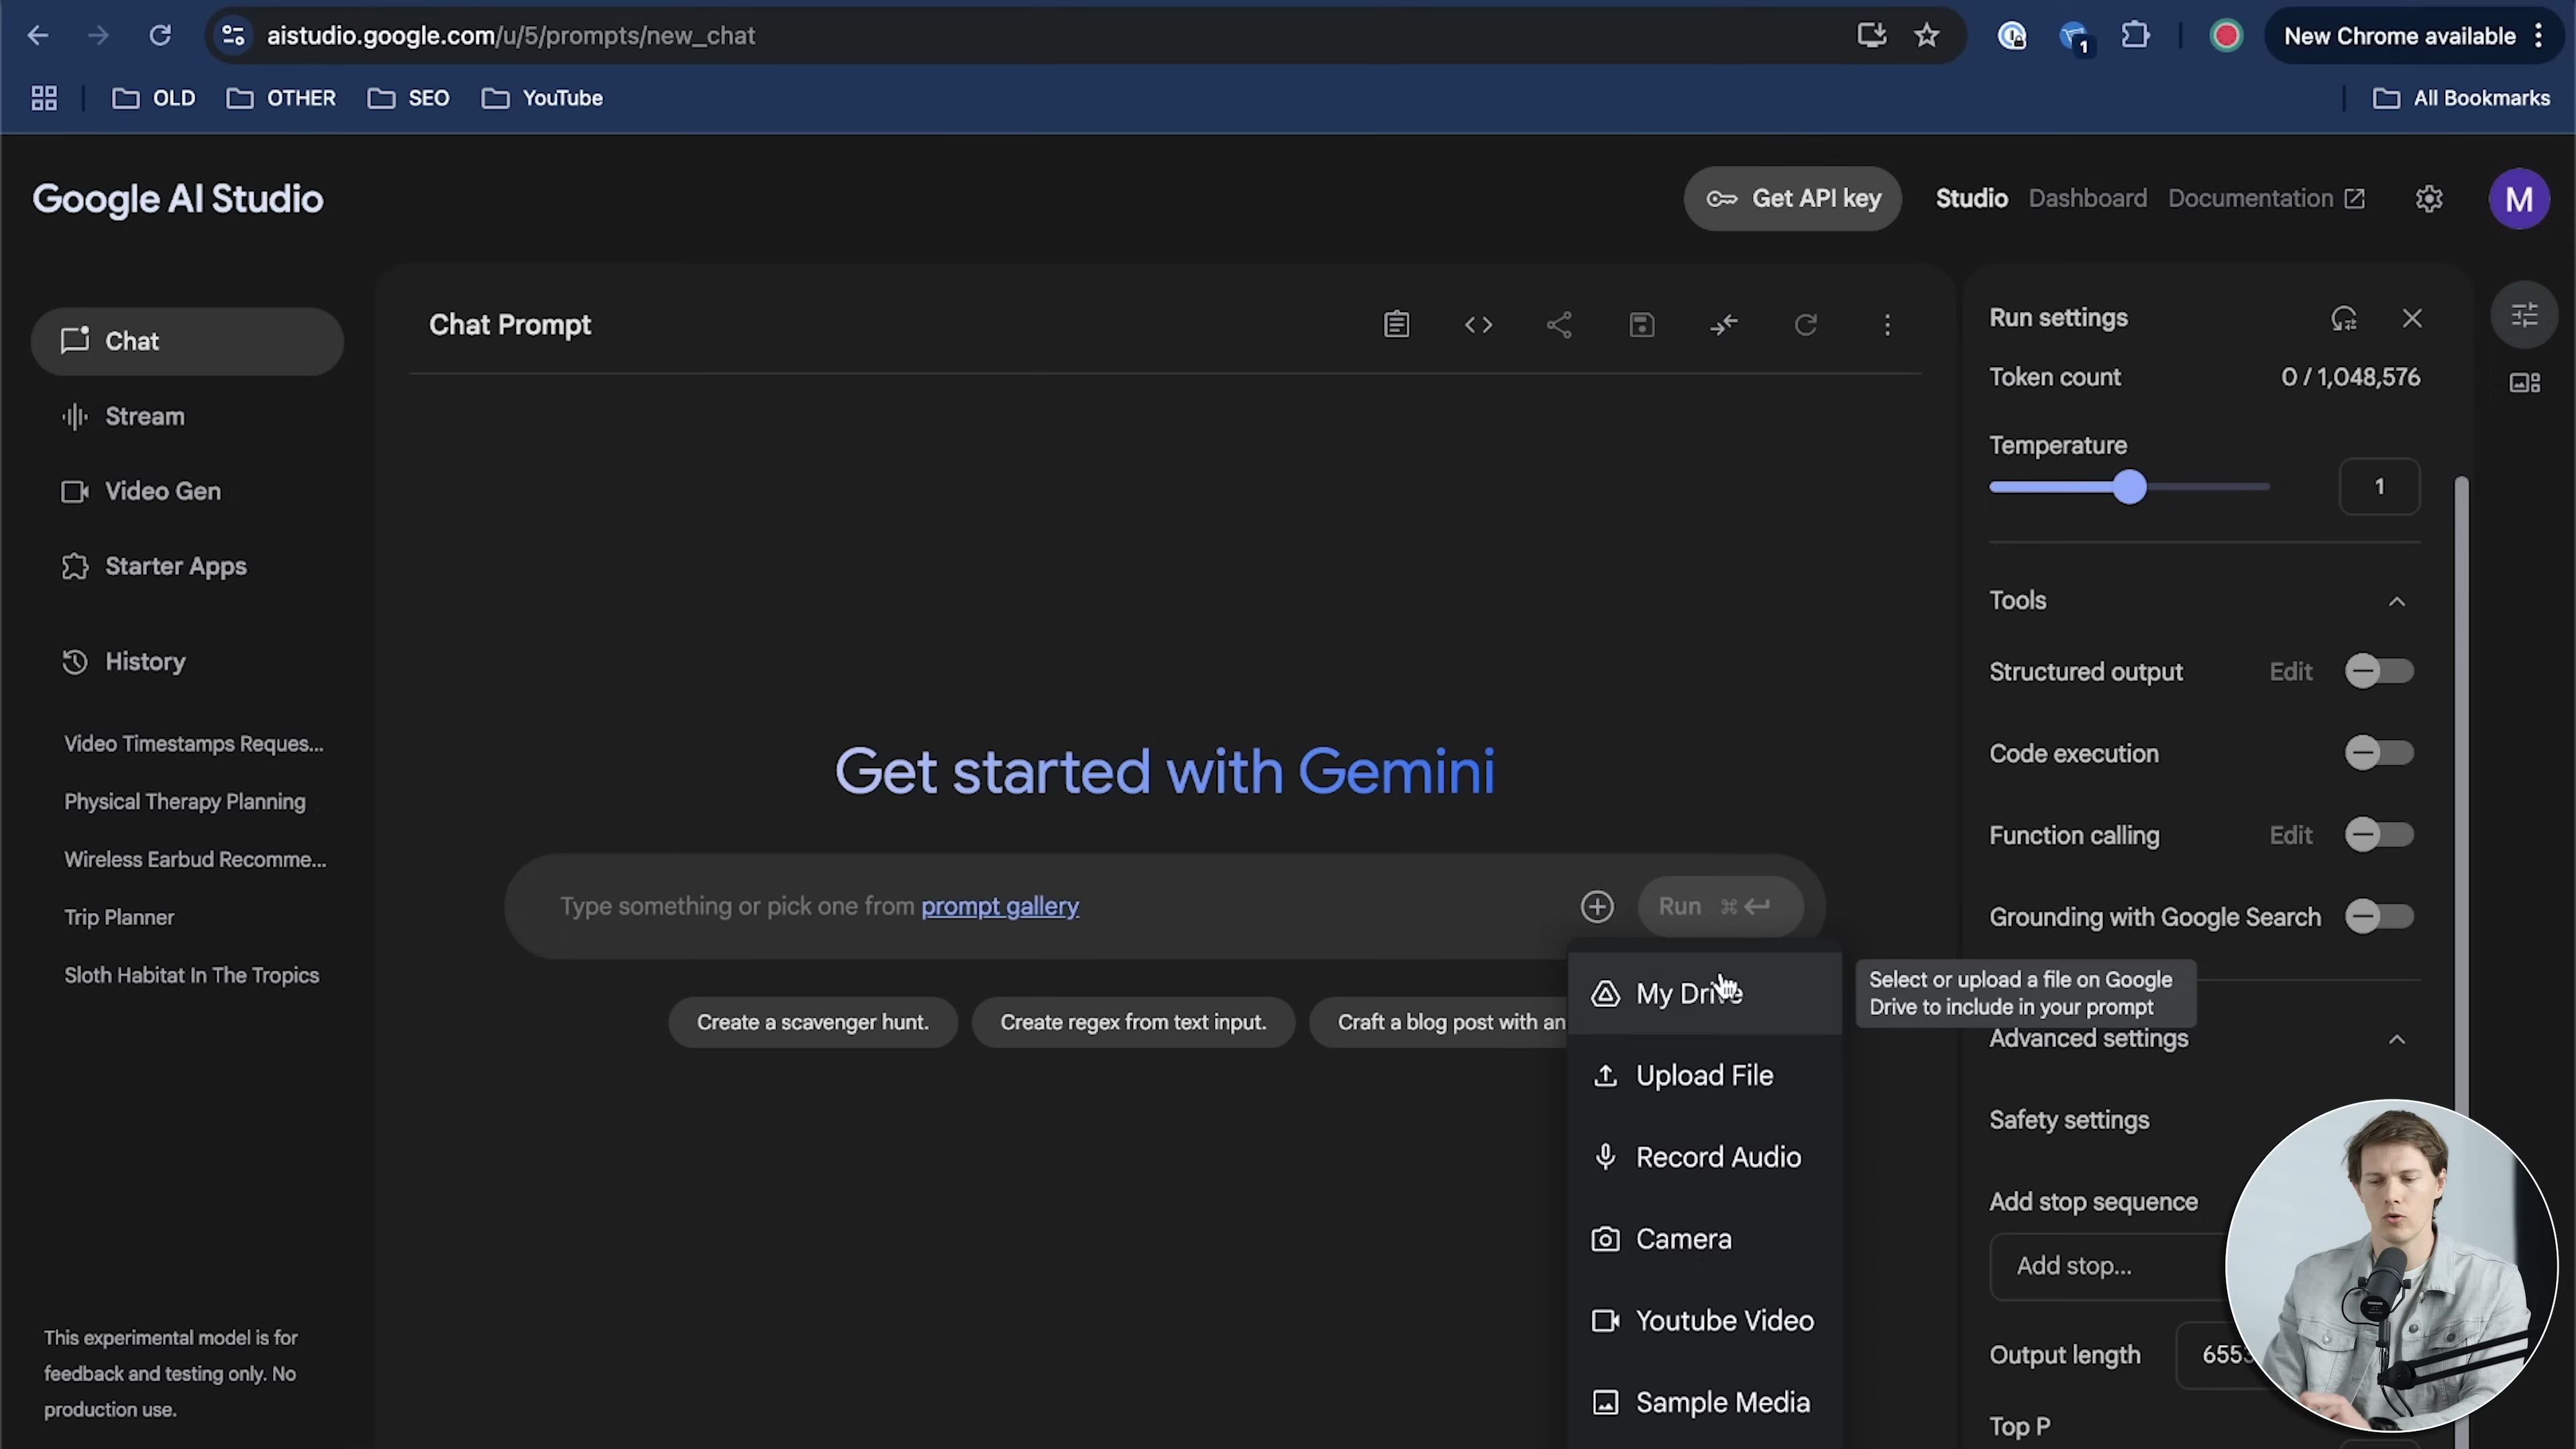 aistudio.google.com/u/5/prompts/new_chat
1
New Chrome available
OLD
OTHER
SEO
YouTube
All Bookmarks
Google AI Studio
Get API key
Studio
Dashboard
Documentation
M
Chat
Stream
Video Gen
Starter Apps
History
Video Timestamps Reques...
Physical Therapy Planning
Wireless Earbud Recomme...
Trip Planner
Sloth Habitat In The Tropics
This experimental model is for
feedback and testing only. No
production use.
Chat Prompt
Get started with Gemini
Type something or pick one from prompt gallery
Run ⌘
Create a scavenger hunt.
Create regex from text input.
Craft a blog post with an
My Drive
Upload File
Record Audio
Camera
Youtube Video
Sample Media
Select or upload a file on Google
Drive to include in your prompt
Run settings
Token count
0 / 1,048,576
Temperature
1
Tools
Structured output
Edit
Code execution
Function calling
Edit
Grounding with Google Search
Advanced settings
Safety settings
Add stop sequence
Add stop...
Output length
Top P